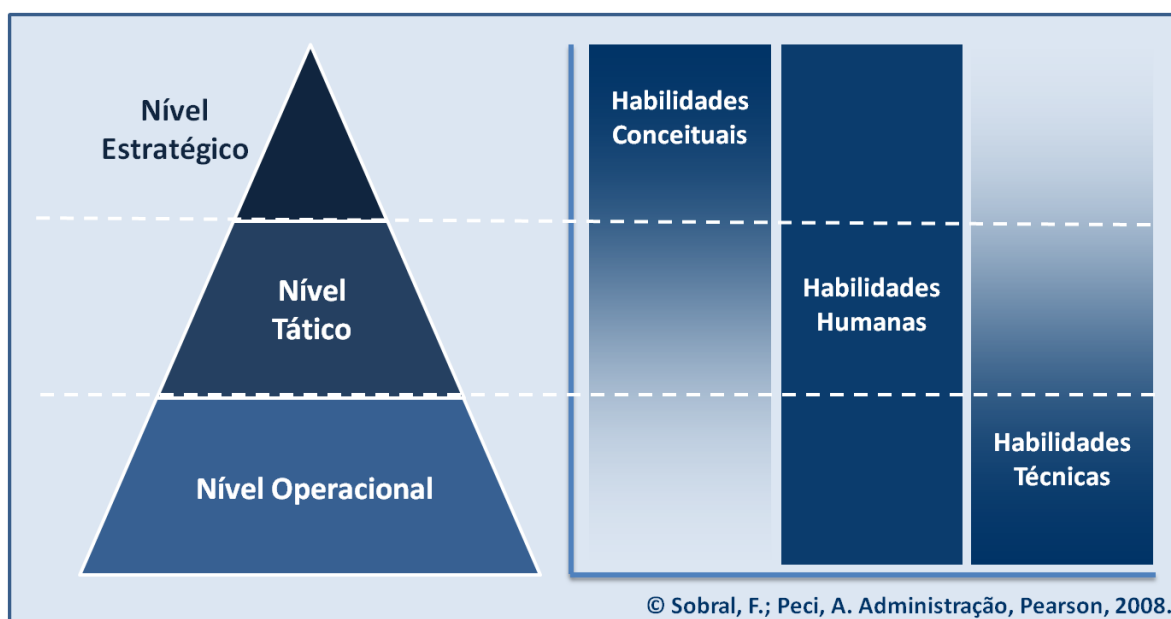 Nível
Estratégico
Nível
Tático
Nível Operacional
Habilidades
Conceituais
Habilidades
Humanas
Habilidades
Técnicas
© Sobral, F.; Peci, A. Administração, Pearson, 2008.